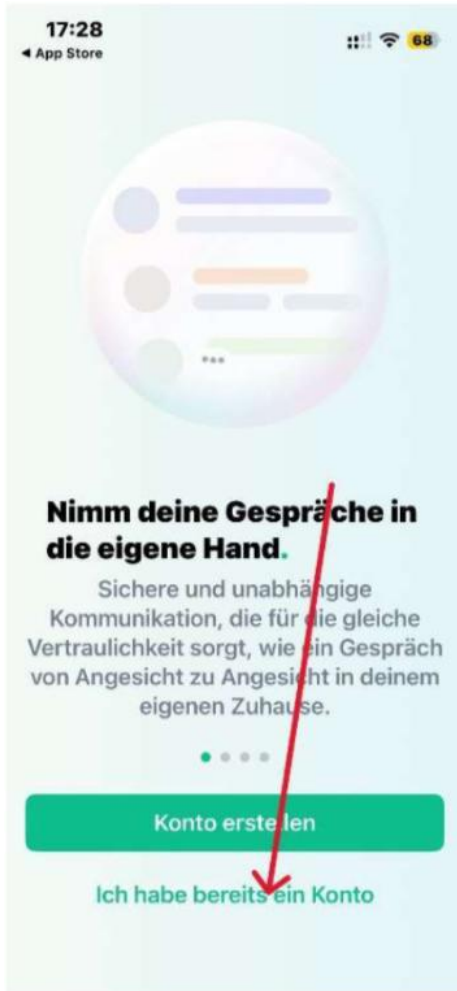 17:28
◀ App Store
68
Nimm deine Gespräche in
die eigene Hand.
Sichere und unabhängige
Kommunikation, die für die gleiche
Vertraulichkeit sorgt, wie ein Gespräch
von Angesicht zu Angesicht in deinem
eigenen Zuhause.
Konto erstellen
Ich habe bereits ein Konto